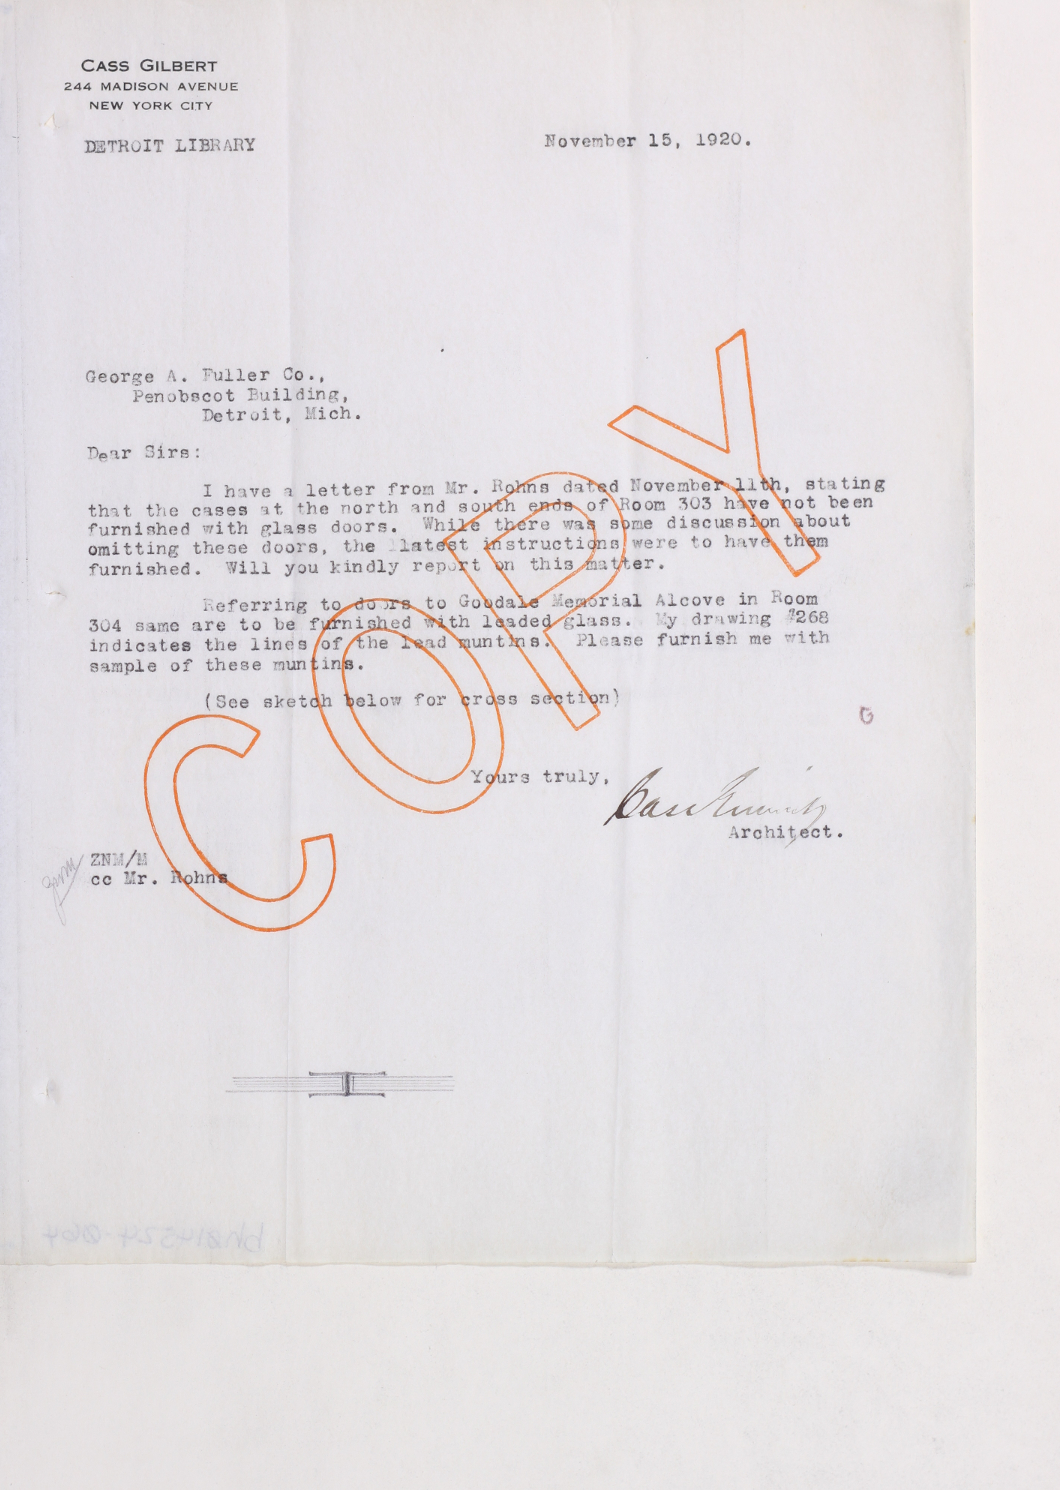 CASS GILBERT
244 MADISON AVENUE
NEW YORK CITY
DETROIT LIBRARY
November 15, 1920.
George A. Fuller Co.,
Penobscot Building,
Detroit, Mich.
Dear Sirs:
I have a letter from Mr. Rohns dated November 11th, stating
that the cases at the north and south ends of Room 303 have not been
furnished with glass doors. While there was some discussion about
omitting these doors, the latest instructions were to have them
furnished. Will you kindly report on this matter.
Referring to doors to Goodale Memorial Alcove in Room
304 same are to be furnished with leaded glass. My drawing #268
indicates the lines of the lead muntins. Please furnish me with
sample of these muntins.
(See sketch below for cross section)
G
Yours truly,
Cass Gilbert
Architect.
ZNM/M
cc Mr. Rohns
znm
COPY
bh014324-064